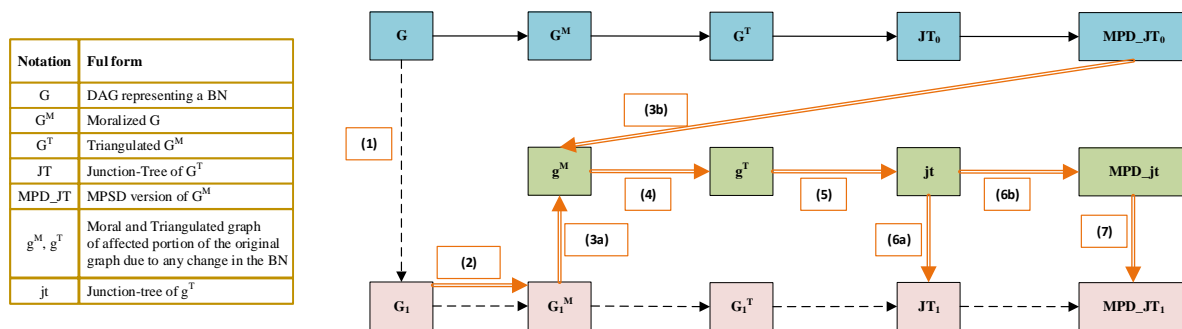 Notation Ful form
G DAG representing a BN
G^M Moralized G
G^T Triangulated G^M
JT Junction-Tree of G^T
MPD_JT MPSD version of G^M
g^M, g^T Moral and Triangulated graph
of affected portion of the original
graph due to any change in the BN
jt Junction-tree of g^T
G G^M G^T JT₀ MPD_JT₀
(1) (3b)
g^M g^T jt MPD_jt
(4) (5) (6b)
(2) (3a) (6a) (7)
G₁ G₁^M G₁^T JT₁ MPD_JT₁